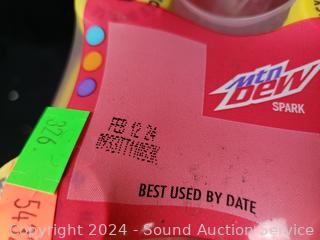 mtn
DEW
SPARK
FEB 12 24
BEST USED BY DATE
326
Copyright 2024 - Sound Auction Service